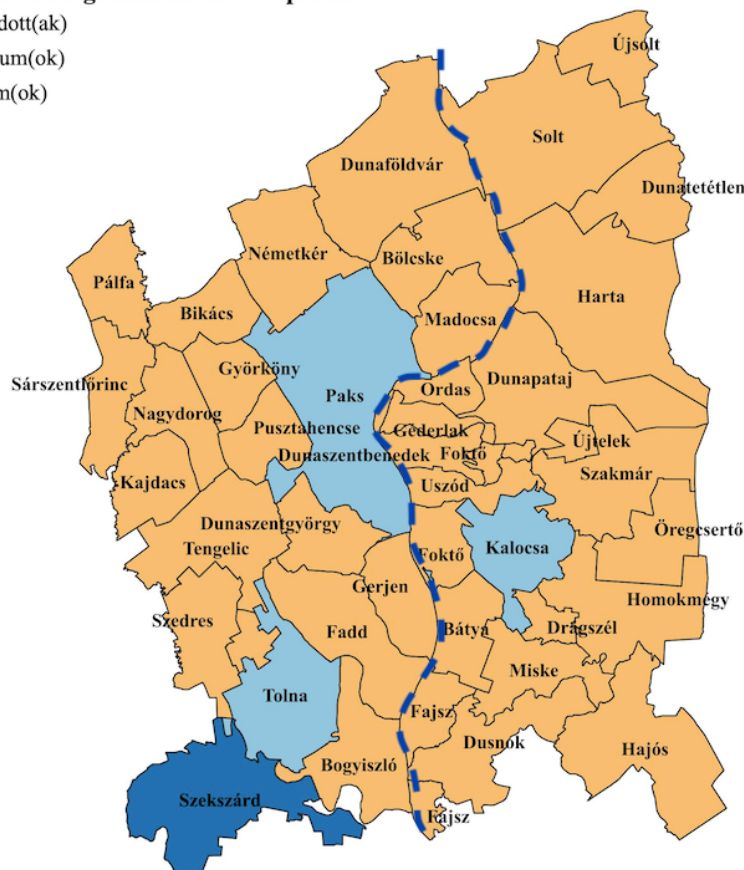 dott(ak)
um(ok)
m(ok)
Újsolt
Solt
Dunaföldvár
Dunatetétlen
Németkér
Bölcske
Pálfa
Harta
Bikács
Madocsa
Györköny
Dunapataj
Sárszentlőrinc
Ordas
Paks
Nagydorog
Pusztahencse
Géderlak
Újtelek
Dunaszentbenedek
Foktő
Szakmár
Kajdacs
Uszód
Dunaszentgyörgy
Öregcsertő
Tengelic
Kalocsa
Foktő
Gerjen
Homokmégy
Szedres
Fadd
Bátya
Drágszél
Miske
Tolna
Fajsz
Dusnok
Hajós
Bogyiszló
Szekszárd
Fajsz